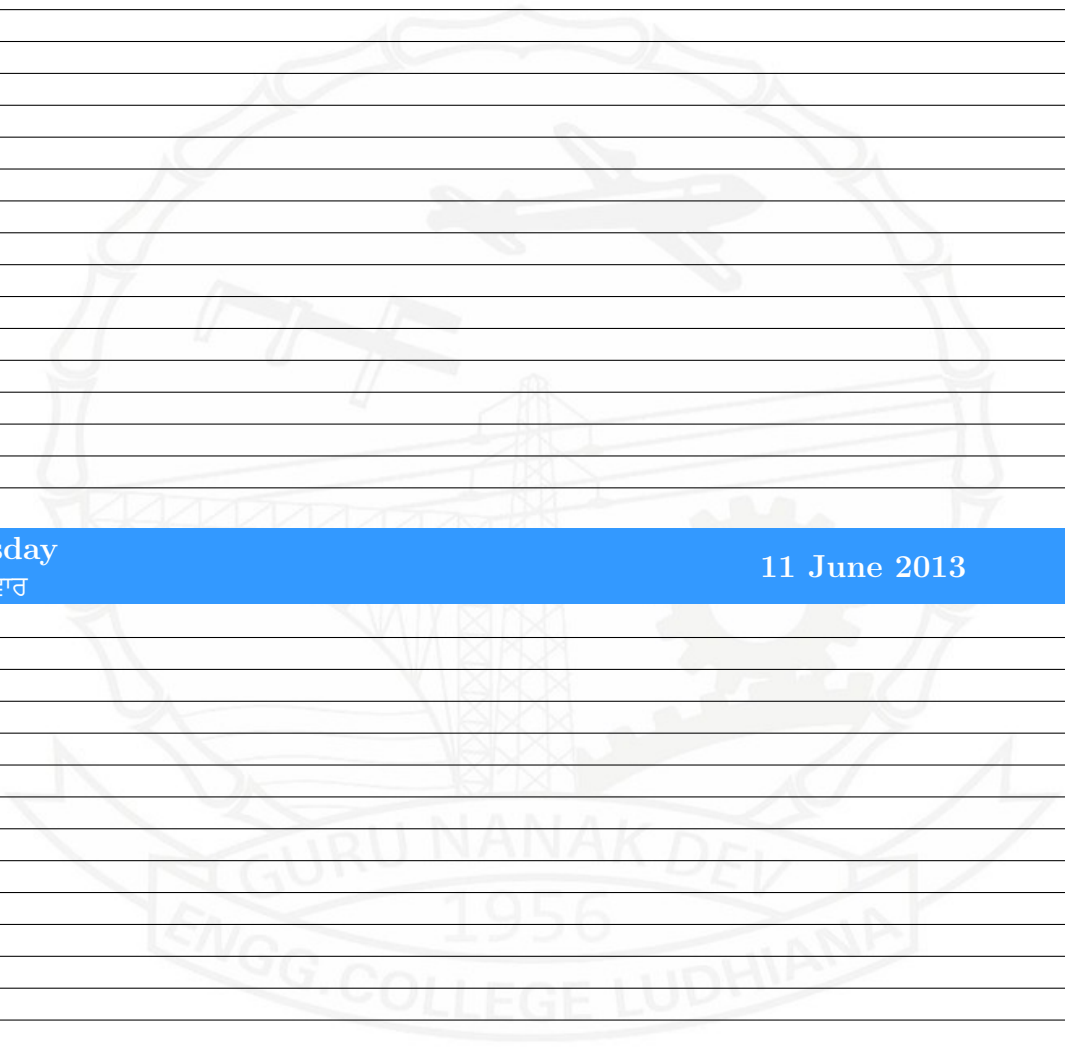 sday
ਵਾਰ
11 June 2013
GURU NANAK DEV
1956
ENGG. COLLEGE LUDHIANA